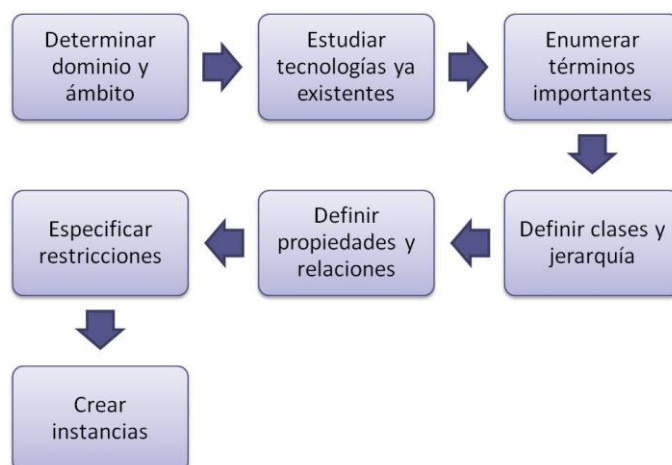 Determinar
dominio y
ámbito
Estudiar
tecnologías ya
existentes
Enumerar
términos
importantes
Definir clases y
jerarquía
Definir
propiedades y
relaciones
Especificar
restricciones
Crear
instancias